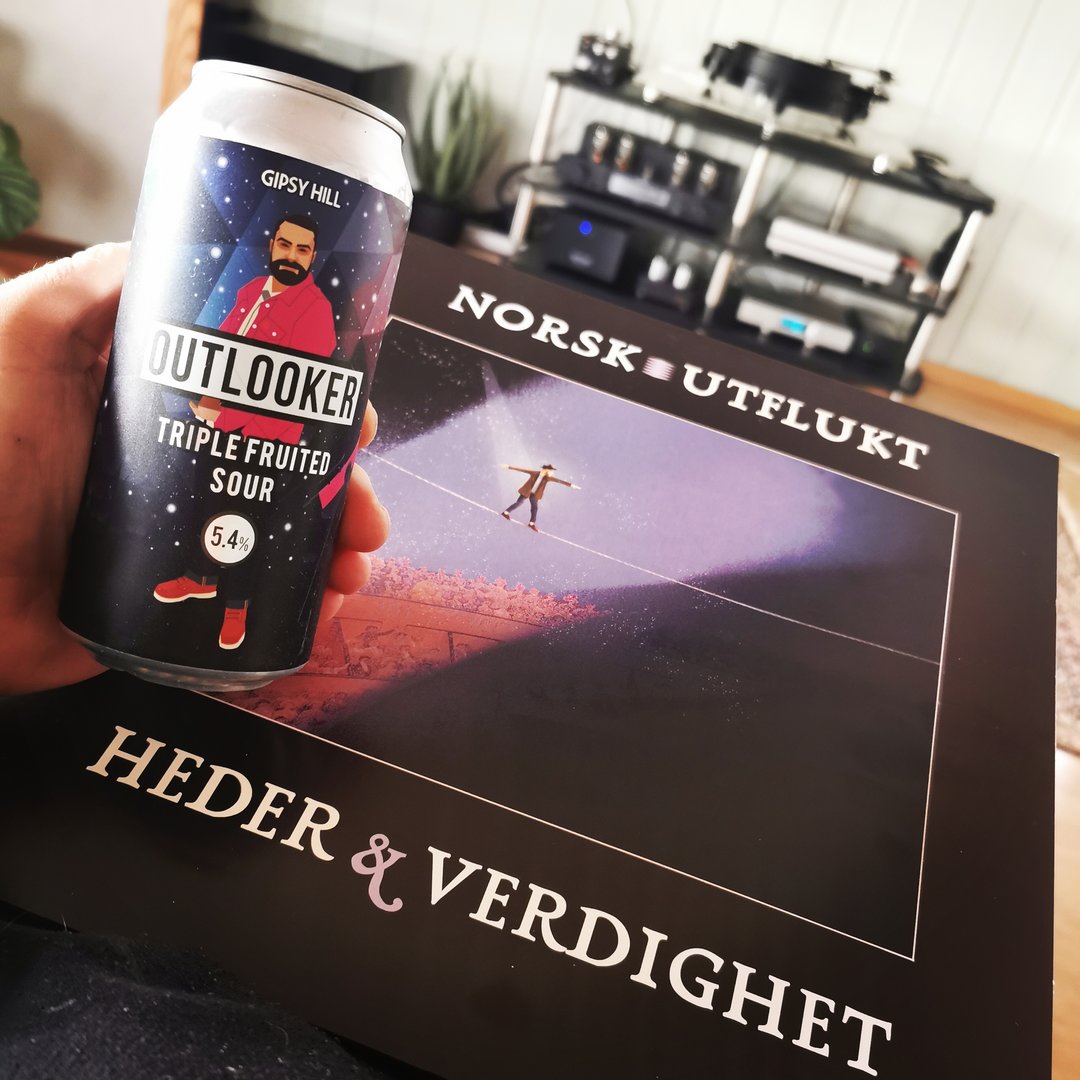 GIPSY HILL
OUTLOOKER
TRIPLE FRUITED
SOUR
5.4%
NORSK UTFLUKT
HEDER & VERDIGHET